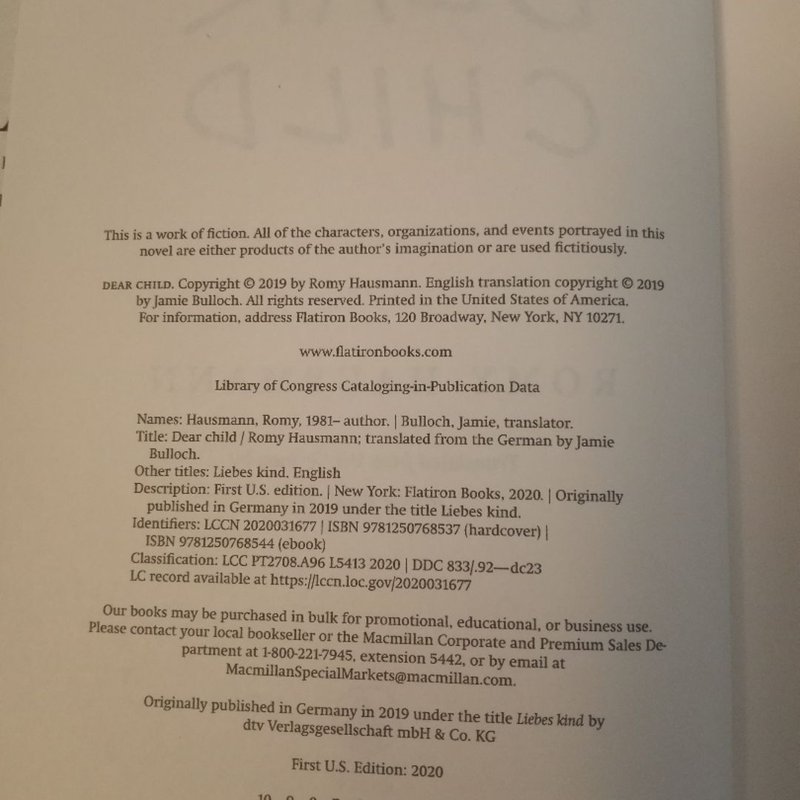 This is a work of fiction. All of the characters, organizations, and events portrayed in this
novel are either products of the author's imagination or are used fictitiously.
DEAR CHILD. Copyright © 2019 by Romy Hausmann. English translation copyright © 2019
by Jamie Bulloch. All rights reserved. Printed in the United States of America.
For information, address Flatiron Books, 120 Broadway, New York, NY 10271.
www.flatironbooks.com
Library of Congress Cataloging-in-Publication Data
Names: Hausmann, Romy, 1981– author. | Bulloch, Jamie, translator.
Title: Dear child / Romy Hausmann; translated from the German by Jamie
Bulloch.
Other titles: Liebes kind. English
Description: First U.S. edition. | New York: Flatiron Books, 2020. | Originally
published in Germany in 2019 under the title Liebes kind.
Identifiers: LCCN 2020031677 | ISBN 9781250768537 (hardcover) |
ISBN 9781250768544 (ebook)
Classification: LCC PT2708.A96 L5413 2020 | DDC 833/.92—dc23
LC record available at https://lccn.loc.gov/2020031677
Our books may be purchased in bulk for promotional, educational, or business use.
Please contact your local bookseller or the Macmillan Corporate and Premium Sales De-
partment at 1-800-221-7945, extension 5442, or by email at
MacmillanSpecialMarkets@macmillan.com.
Originally published in Germany in 2019 under the title Liebes kind by
dtv Verlagsgesellschaft mbH & Co. KG
First U.S. Edition: 2020